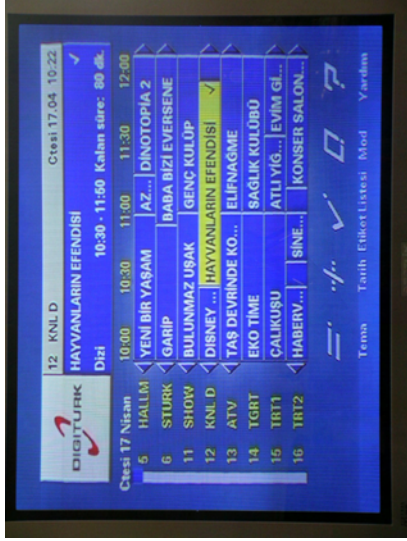 DIGITURK
12 KNL D Ctesi 17.04 10:22
HAYVANLARIN EFENDİSİ ✓
Dizi 10:30 - 11:50 Kalan süre: 80 dk.
Ctesi 17 Nisan 10:00 10:30 11:00 11:30 12:00
5 HALLM YENİ BİR YAŞAM AZ... DİNOTOPİA 2
6 STURK GARİP BABA BİZİ EVERSENE
11 SHOW BULUNMAZ UŞAK GENÇ KULÜP
12 KNL D DISNEY ... HAYVANLARIN EFENDİSİ ✓
13 ATV TAŞ DEVRİNDE KO... ELİFNAĞME
14 TGRT EKO TİME SAĞLIK KULÜBÜ
15 TRT1 ÇALIKUŞU ATLI YİĞ... EVİM Gİ...
16 TRT2 HABERV... SİNE... KONSER SALON...
Tema Tarih Etiket Listesi Mod Yardım